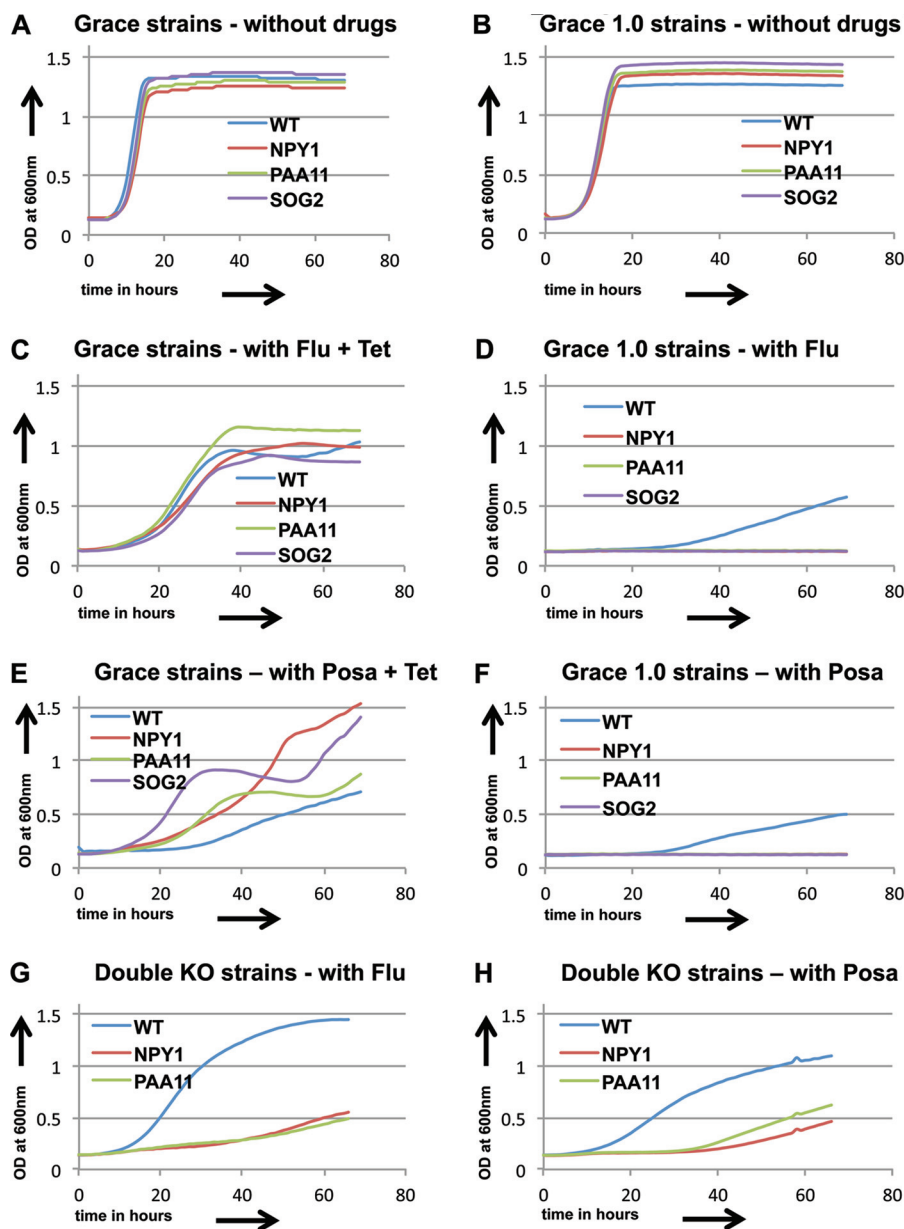 A Grace strains - without drugs
1.5
1
0.5
0
OD at 600nm
WT
NPY1
PAA11
SOG2
0 20 40 60 80
time in hours
B Grace 1.0 strains - without drugs
1.5
1
0.5
0
OD at 600nm
WT
NPY1
PAA11
SOG2
0 20 40 60 80
time in hours
C Grace strains - with Flu + Tet
1.5
1
0.5
0
OD at 600nm
WT
NPY1
PAA11
SOG2
0 20 40 60 80
time in hours
D Grace 1.0 strains - with Flu
1.5
1
0.5
0
OD at 600nm
WT
NPY1
PAA11
SOG2
0 20 40 60 80
time in hours
E Grace strains – with Posa + Tet
1.5
1
0.5
0
OD at 600nm
WT
NPY1
PAA11
SOG2
0 20 40 60 80
time in hours
F Grace 1.0 strains – with Posa
1.5
1
0.5
0
OD at 600nm
WT
NPY1
PAA11
SOG2
0 20 40 60 80
time in hours
G Double KO strains - with Flu
1.5
1
0.5
0
OD at 600nm
WT
NPY1
PAA11
0 20 40 60 80
time in hours
H Double KO strains – with Posa
1.5
1
0.5
0
OD at 600nm
WT
NPY1
PAA11
0 20 40 60 80
time in hours